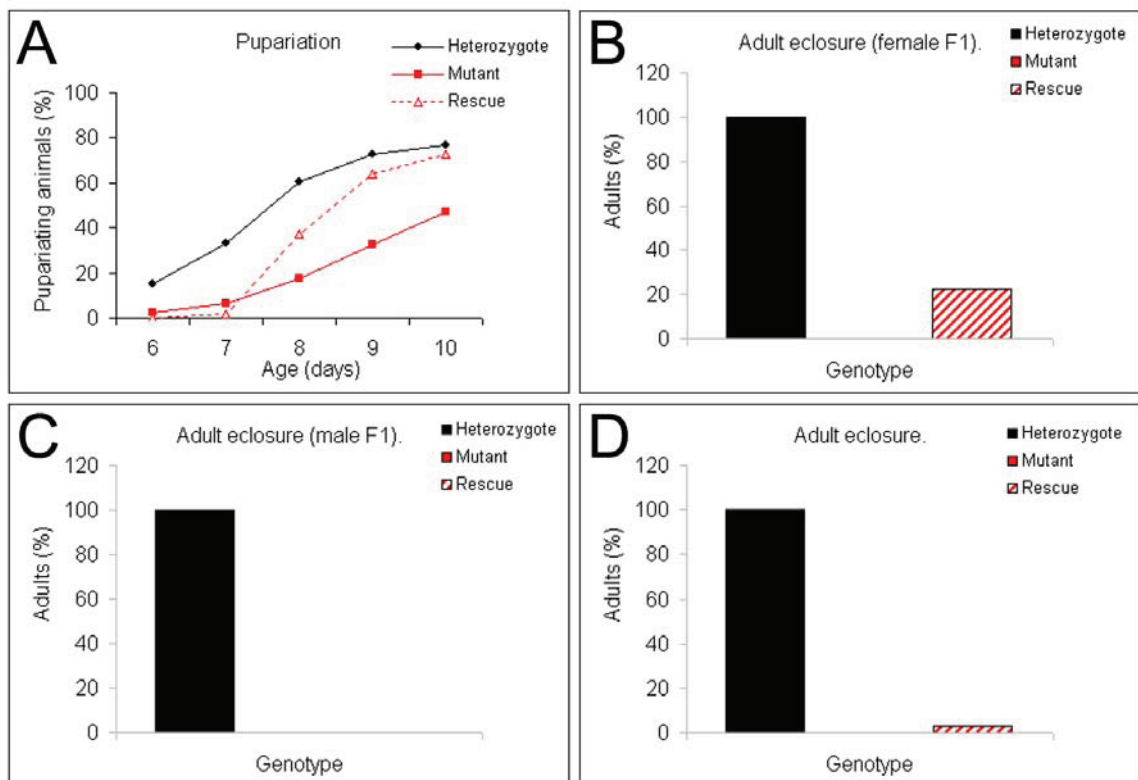 A
Pupariation
Heterozygote
Mutant
Rescue
Pupariating animals (%)
100
80
60
40
20
0
6 7 8 9 10
Age (days)
B
Adult eclosure (female F1).
Heterozygote
Mutant
Rescue
Adults (%)
120
100
80
60
40
20
0
Genotype
C
Adult eclosure (male F1).
Heterozygote
Mutant
Rescue
Adults (%)
120
100
80
60
40
20
0
Genotype
D
Adult eclosure.
Heterozygote
Mutant
Rescue
Adults (%)
120
100
80
60
40
20
0
Genotype